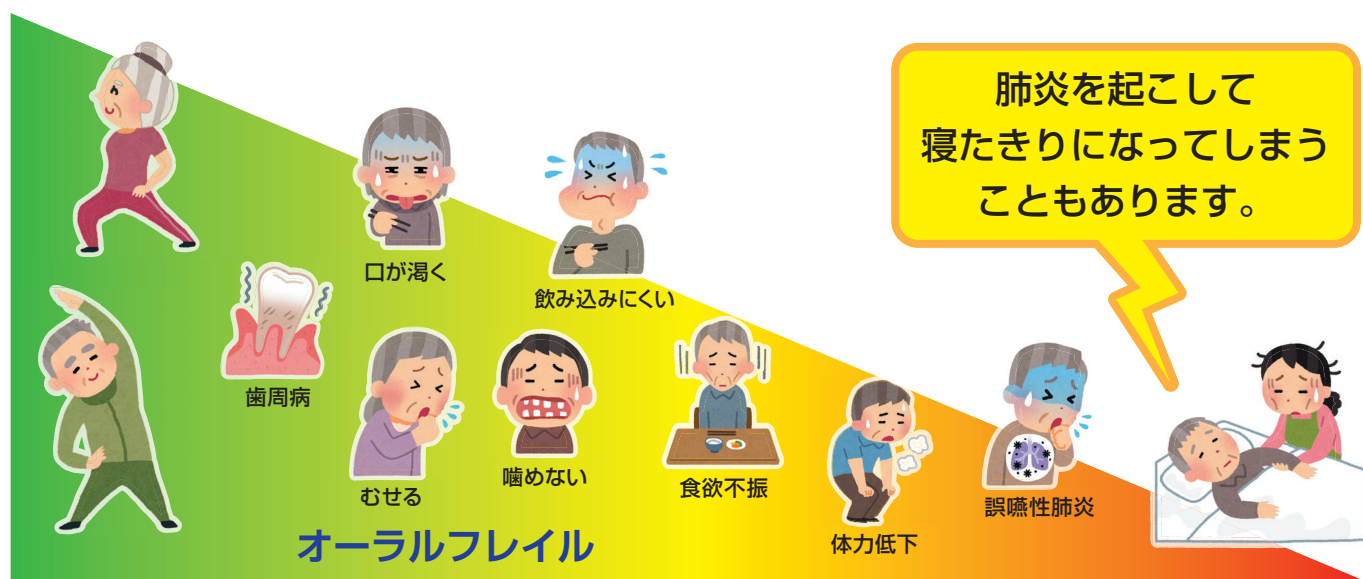 肺炎を起こして
寝たきりになってしまう
こともあります。
口が渇く
飲み込みにくい
歯周病
むせる
噛めない
食欲不振
体力低下
誤嚥性肺炎
オーラルフレイル